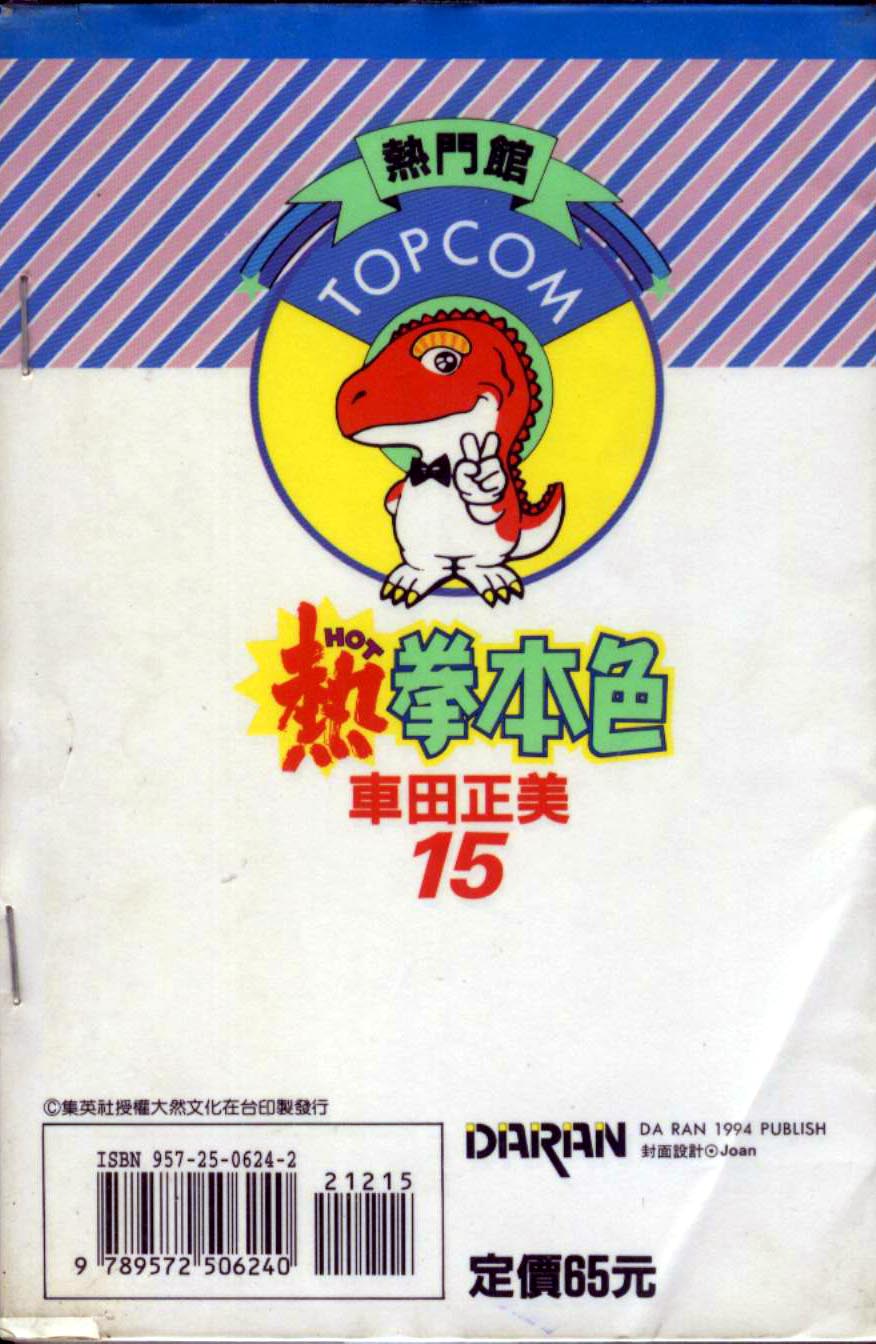 熱門館
TOPCOM
HOT
熱拳本色
車田正美
15
©集英社授權大然文化在台印製發行
ISBN 957-25-0624-2
21215
9 789572 506240
DARAN
DA RAN 1994 PUBLISH
封面設計⊙Joan
定價65元